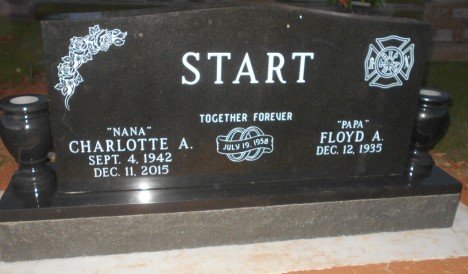 START
TOGETHER FOREVER
JULY 19, 1958
"NANA"
CHARLOTTE A.
SEPT. 4, 1942
DEC. 11, 2015
"PAPA"
FLOYD A.
DEC. 12, 1935